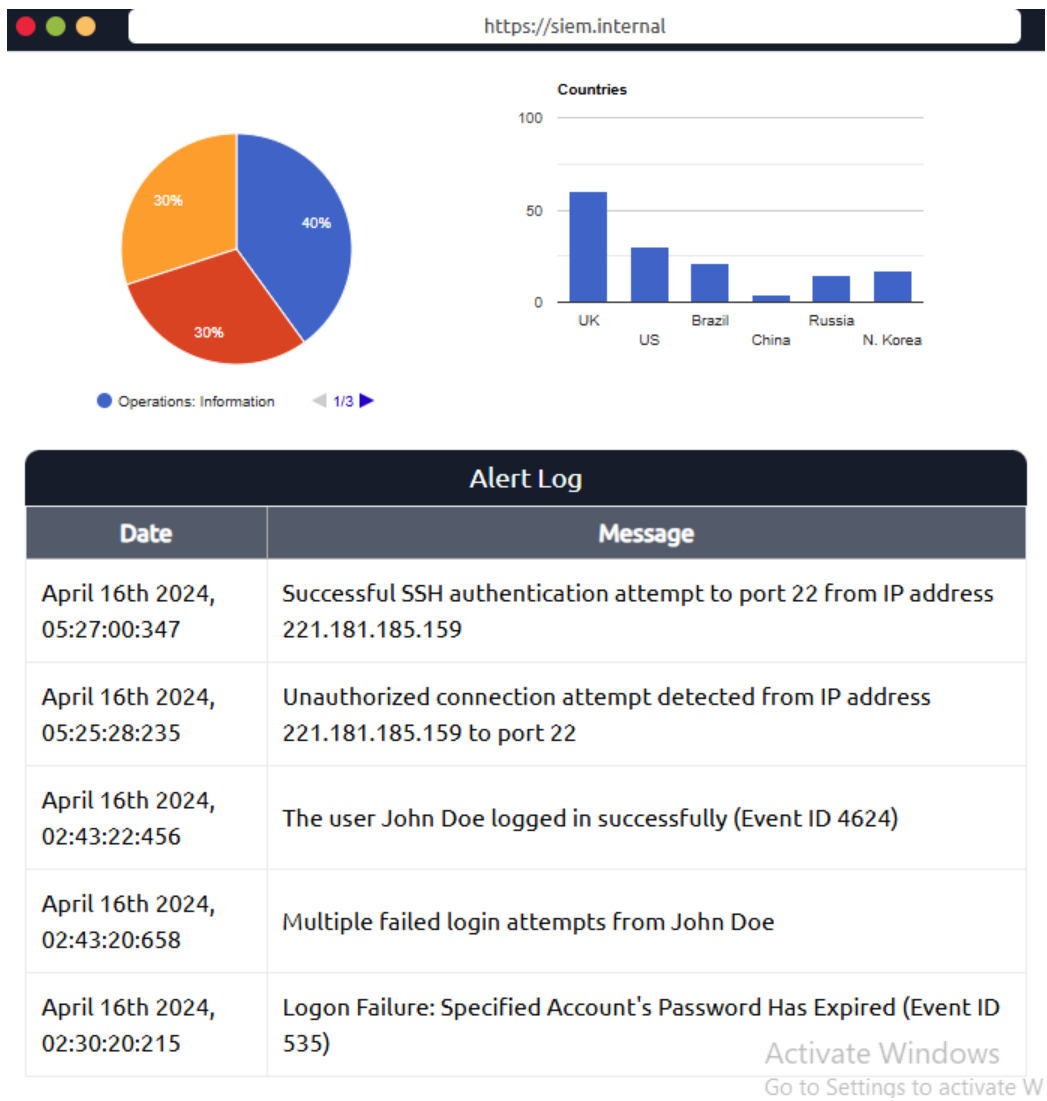 https://siem.internal
Countries
100
50
0
UK
US
Brazil
China
Russia
N. Korea
30%
40%
30%
Operations: Information
1/3
Alert Log
Date Message
April 16th 2024, 05:27:00:347
Successful SSH authentication attempt to port 22 from IP address
221.181.185.159
April 16th 2024, 05:25:28:235
Unauthorized connection attempt detected from IP address
221.181.185.159 to port 22
April 16th 2024, 02:43:22:456
The user John Doe logged in successfully (Event ID 4624)
April 16th 2024, 02:43:20:658
Multiple failed login attempts from John Doe
April 16th 2024, 02:30:20:215
Logon Failure: Specified Account's Password Has Expired (Event ID
535)
Activate Windows
Go to Settings to activate W